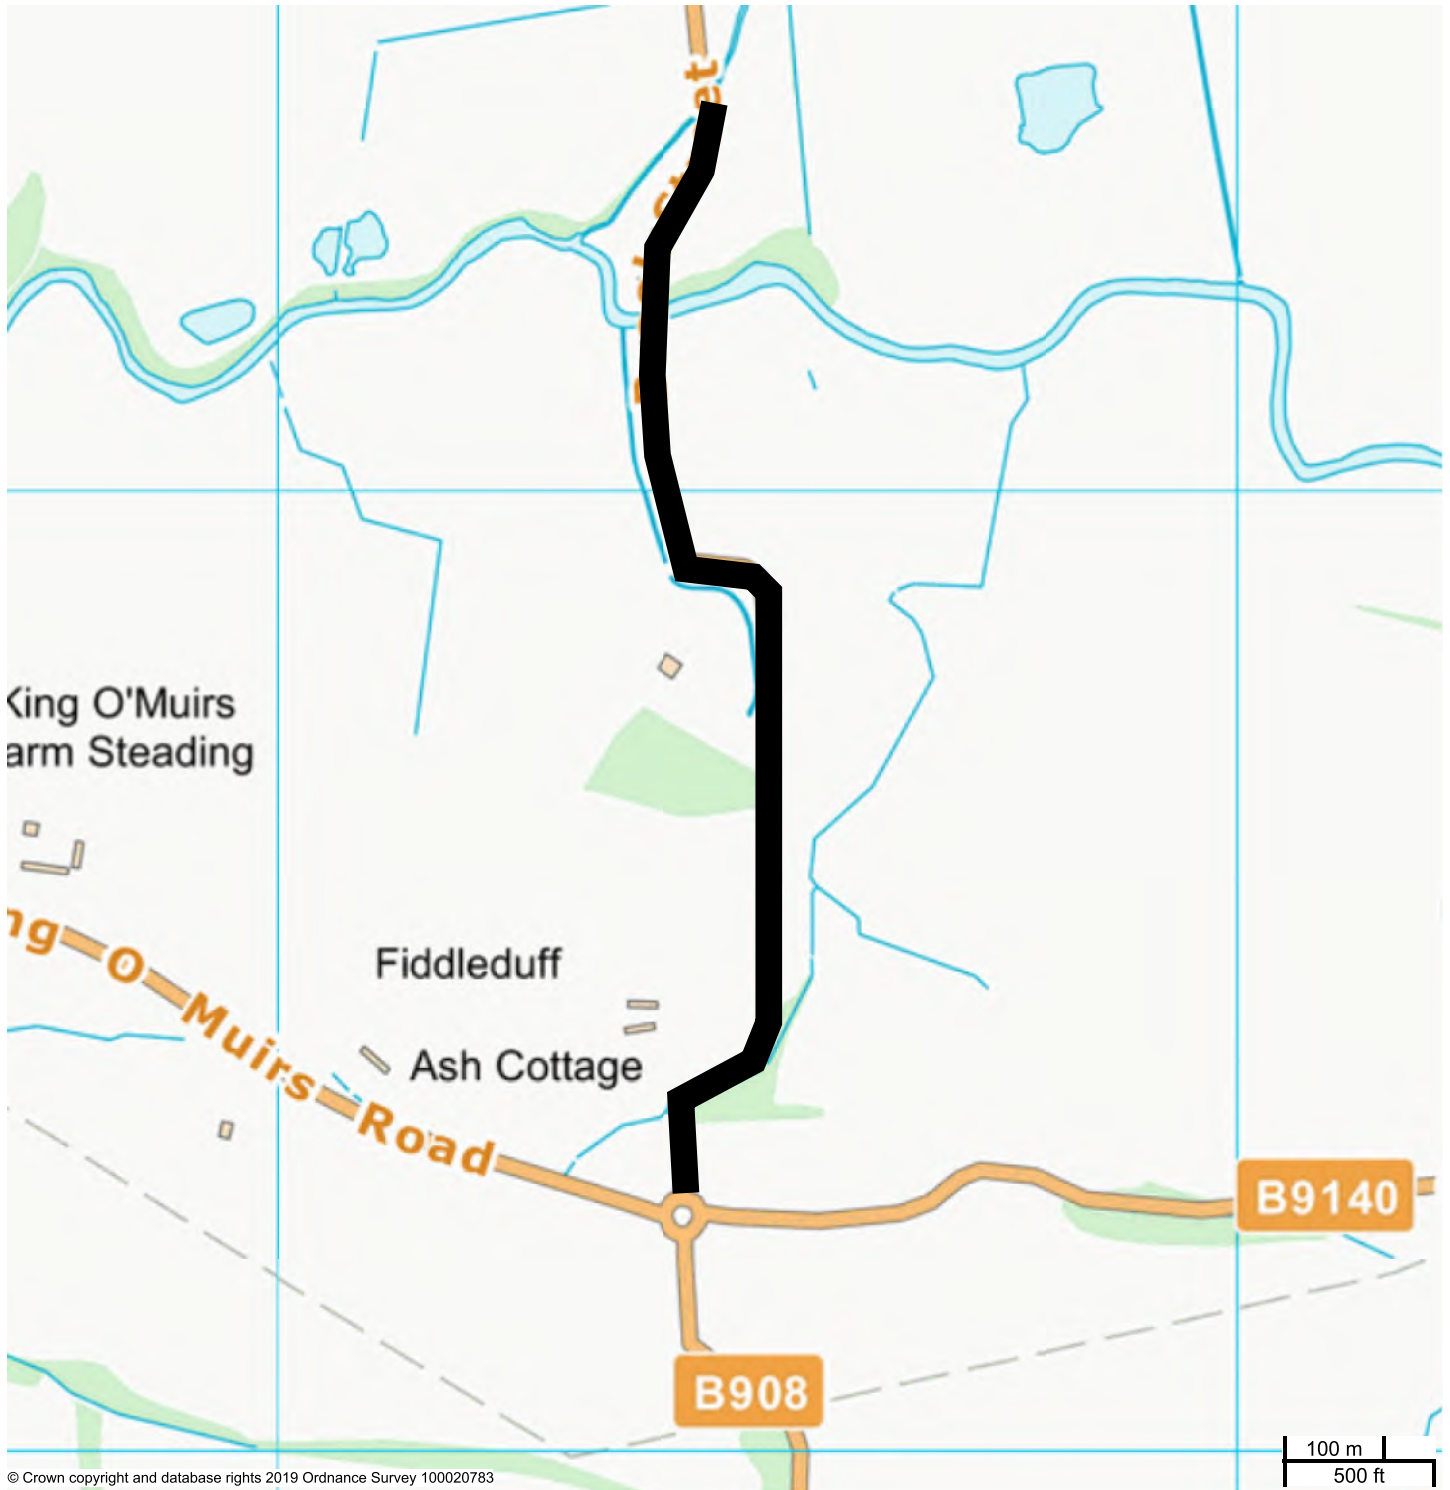 King O'Muirs
arm Steading
Fiddleduff
Ash Cottage
ng O Muirs Road
B9140
B908
100 m
500 ft
© Crown copyright and database rights 2019 Ordnance Survey 100020783